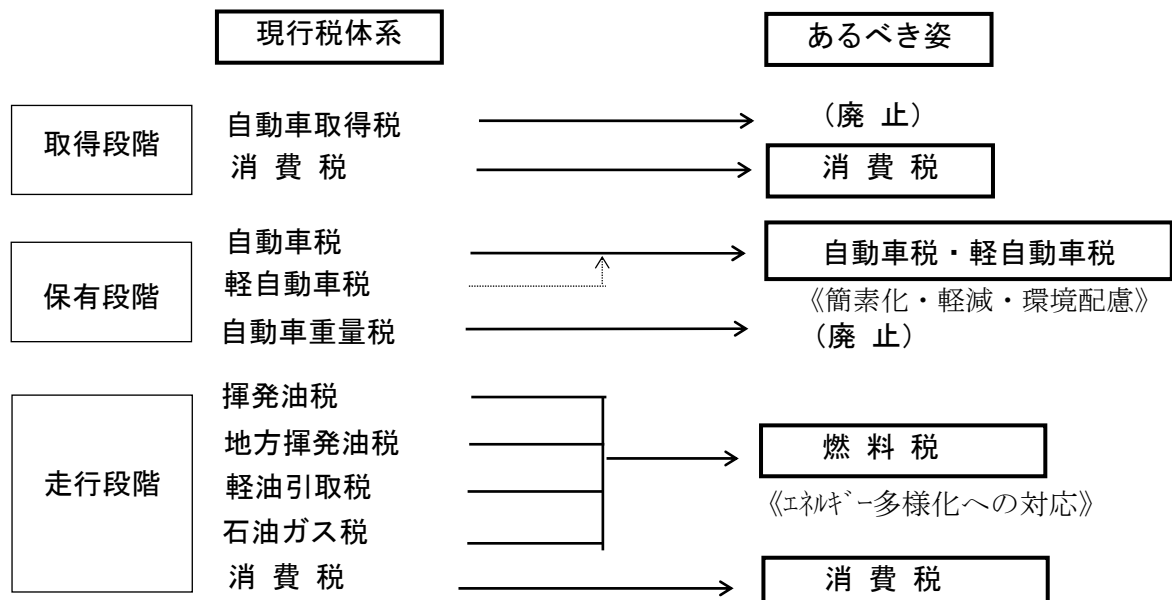 現行税体系
あるべき姿
取得段階
自動車取得税
(廃 止)
消 費 税
消 費 税
保有段階
自動車税
自動車税・軽自動車税
軽自動車税
《簡素化・軽減・環境配慮》
自動車重量税
(廃 止)
走行段階
揮発油税
地方揮発油税
燃 料 税
軽油引取税
《エネルギー多様化への対応》
石油ガス税
消 費 税
消 費 税